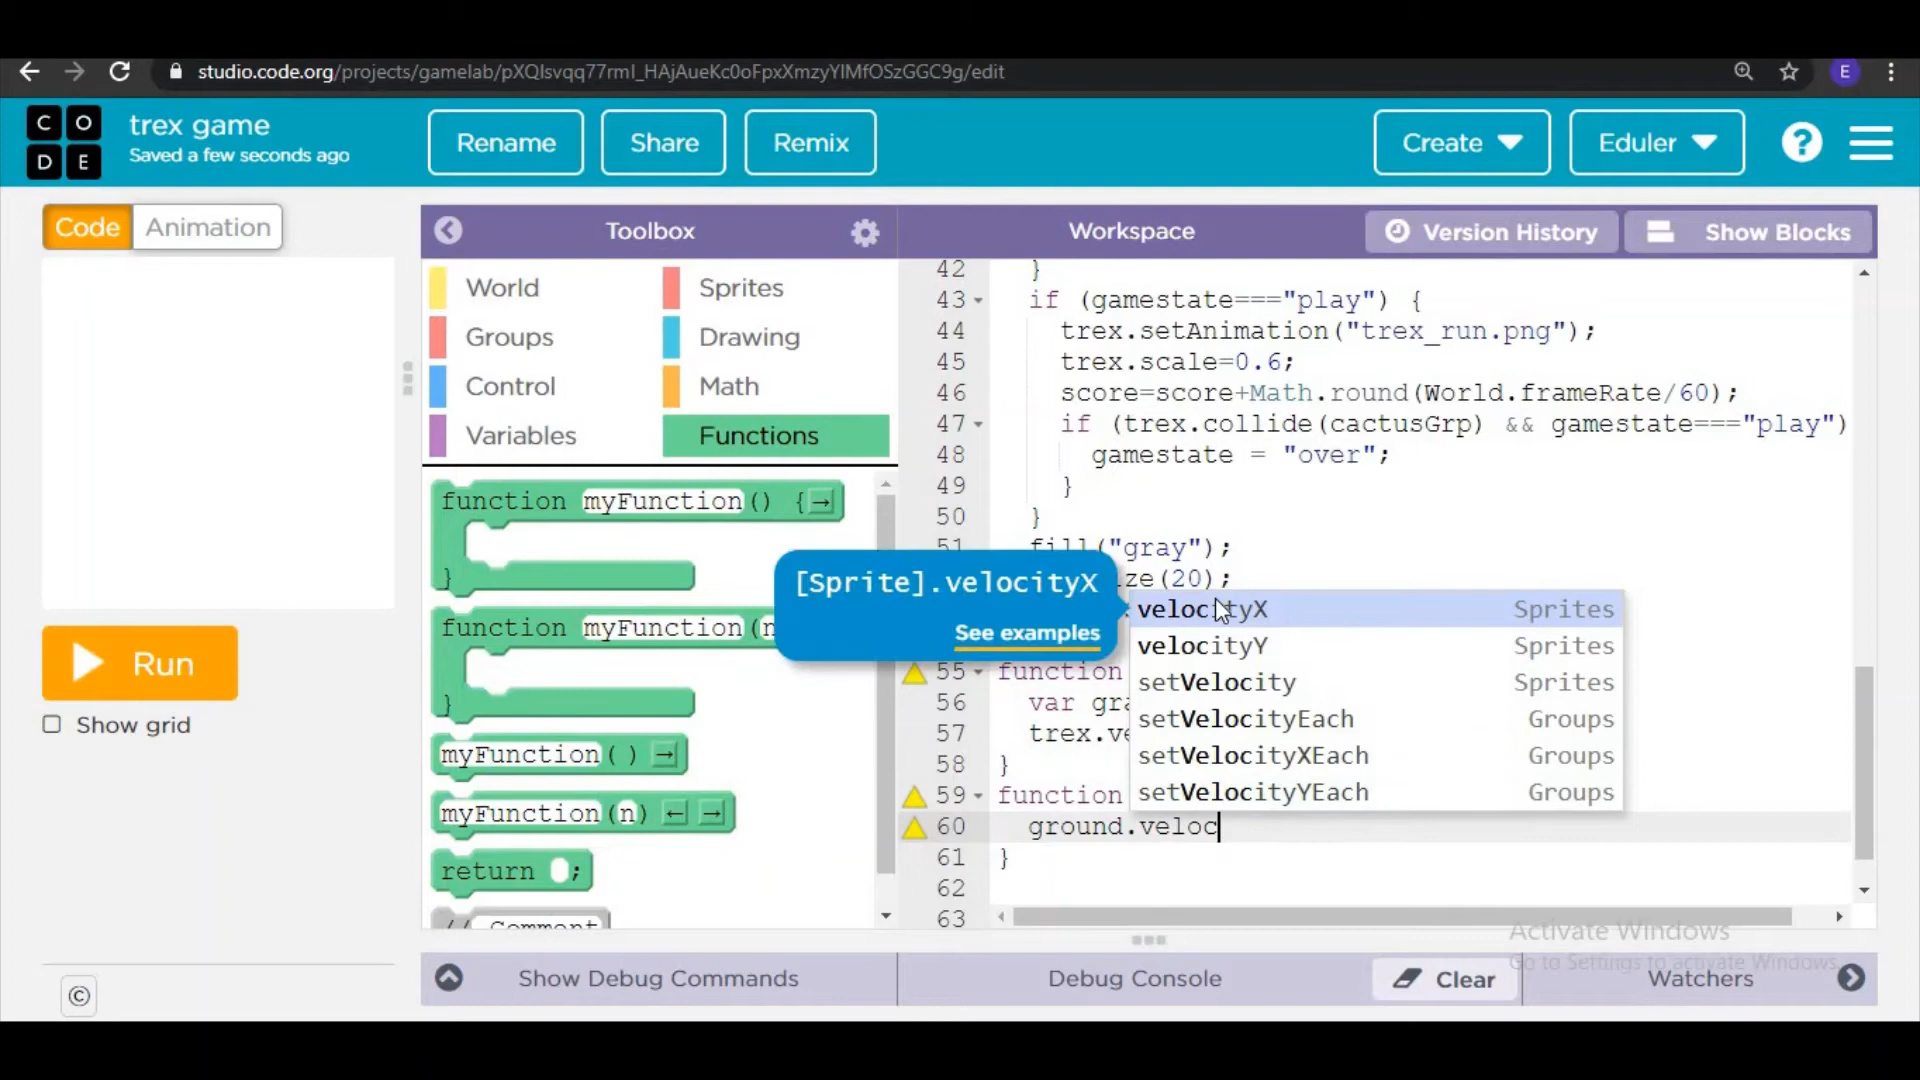 studio.code.org/projects/gamelab/pXQIsvqq77rml_HAjAueKc0oFpxXmzyYlMfOSzGGC9g/edit
E
C O
D E
trex game
Saved a few seconds ago
Rename
Share
Remix
Create
Eduler
?
Code
Animation
Toolbox
Workspace
Version History
Show Blocks
World
Sprites
Groups
Drawing
Control
Math
Variables
Functions
function myFunction() {
}
function myFunction(n
}
myFunction()
myFunction(n)
return ;
// Comment
Run
Show grid
42 }
43 if (gamestate==="play") {
44 trex.setAnimation("trex_run.png");
45 trex.scale=0.6;
46 score=score+Math.round(World.frameRate/60);
47 if (trex.collide(cactusGrp) && gamestate==="play")
48 gamestate = "over";
49 }
50 }
51 fill("gray");
ize(20);
[Sprite].velocityX
See examples
velocityX Sprites
velocityY Sprites
setVelocity Sprites
setVelocityEach Groups
setVelocityXEach Groups
setVelocityYEach Groups
55 function
56 var gra
57 trex.ve
58 }
59 function
60 ground.veloc
61 }
62
63
Activate Windows
Go to Settings to activate Windows.
Show Debug Commands
Debug Console
Clear
Watchers
©